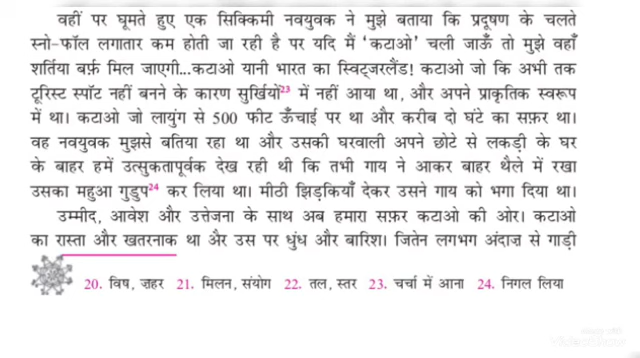 वहीं पर घूमते हुए एक सिक्किमी नवयुवक ने मुझे बताया कि प्रदूषण के चलते
स्नो-फॉल लगातार कम होती जा रही है पर यदि मैं ‘कटाओ’ चली जाऊँ तो मुझे वहाँ
शर्तिया बर्फ़ मिल जाएगी...कटाओ यानी भारत का स्विट्जरलैंड! कटाओ जो कि अभी तक
टूरिस्ट स्पॉट नहीं बनने के कारण सुर्खियों23 में नहीं आया था, और अपने प्राकृतिक स्वरूप
में था। कटाओ जो लायुंग से 500 फीट ऊँचाई पर था और करीब दो घंटे का सफ़र था।
वह नवयुवक मुझसे बतिया रहा था और उसकी घरवाली अपने छोटे से लकड़ी के घर
के बाहर हमें उत्सुकतापूर्वक देख रही थी कि तभी गाय ने आकर बाहर थैले में रखा
उसका महुआ गुडुप24 कर लिया था। मीठी झिड़कियाँ देकर उसने गाय को भगा दिया था।
उम्मीद, आवेश और उत्तेजना के साथ अब हमारा सफ़र कटाओ की ओर। कटाओ
का रास्ता और खतरनाक था और उस पर धुंध और बारिश। जितेन लगभग अंदाज़ से गाड़ी
20. विष, ज़हर 21. मिलन, संयोग 22. तल, स्तर 23. चर्चा में आना 24. निगल लिया